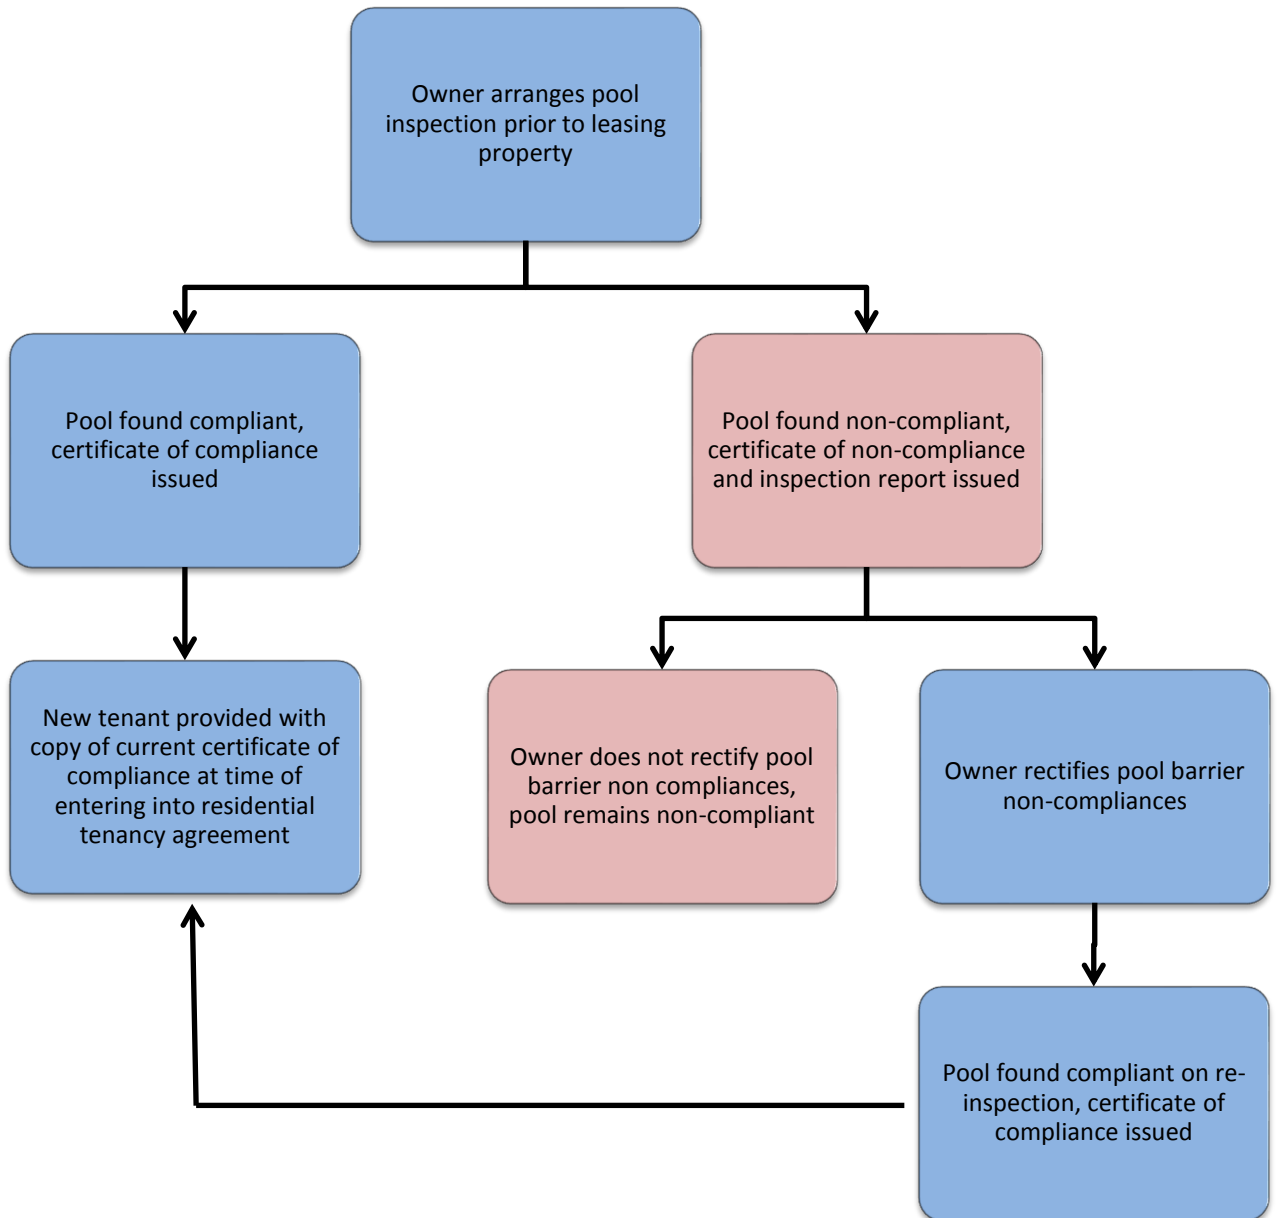 Owner arranges pool
inspection prior to leasing
property
Pool found compliant,
certificate of compliance
issued
Pool found non-compliant,
certificate of non-compliance
and inspection report issued
New tenant provided with
copy of current certificate of
compliance at time of
entering into residential
tenancy agreement
Owner does not rectify pool
barrier non compliances,
pool remains non-compliant
Owner rectifies pool barrier
non-compliances
Pool found compliant on re-
inspection, certificate of
compliance issued